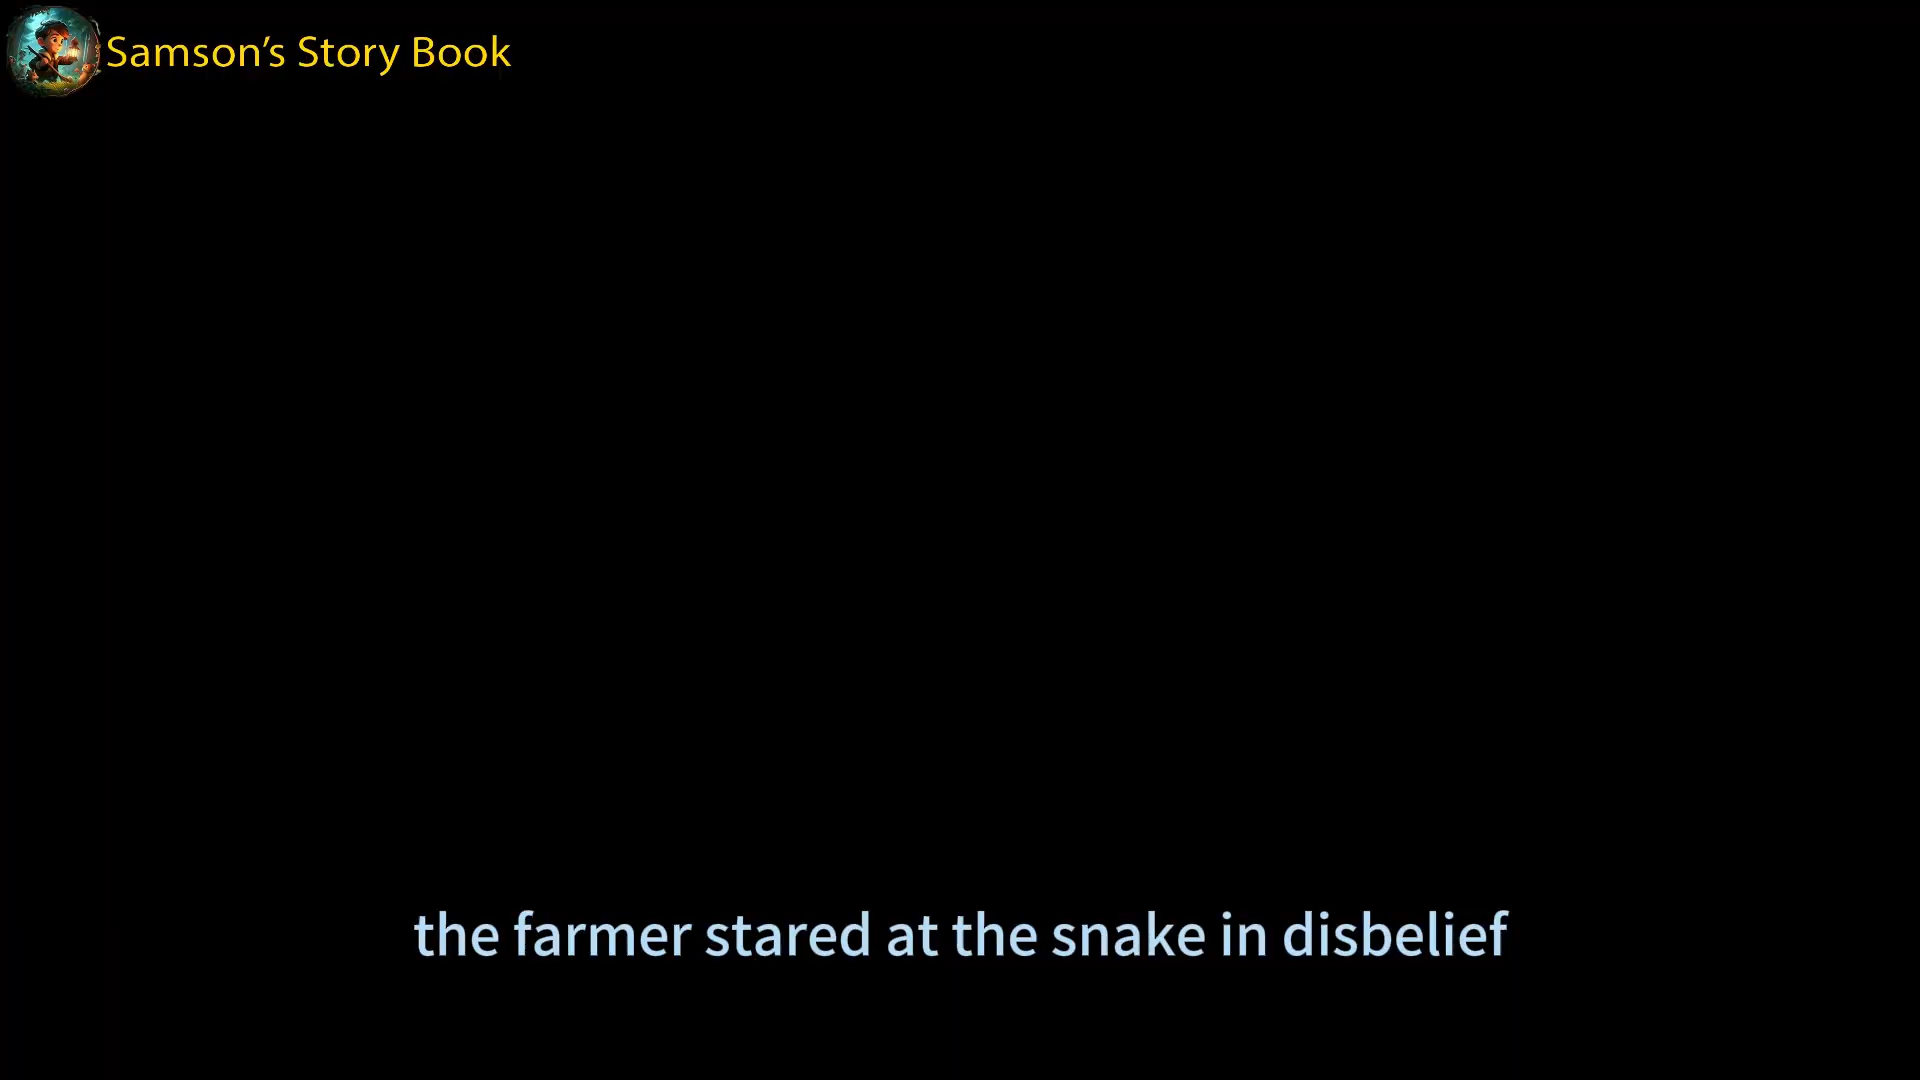 Samson’s Story Book
the farmer stared at the snake in disbelief